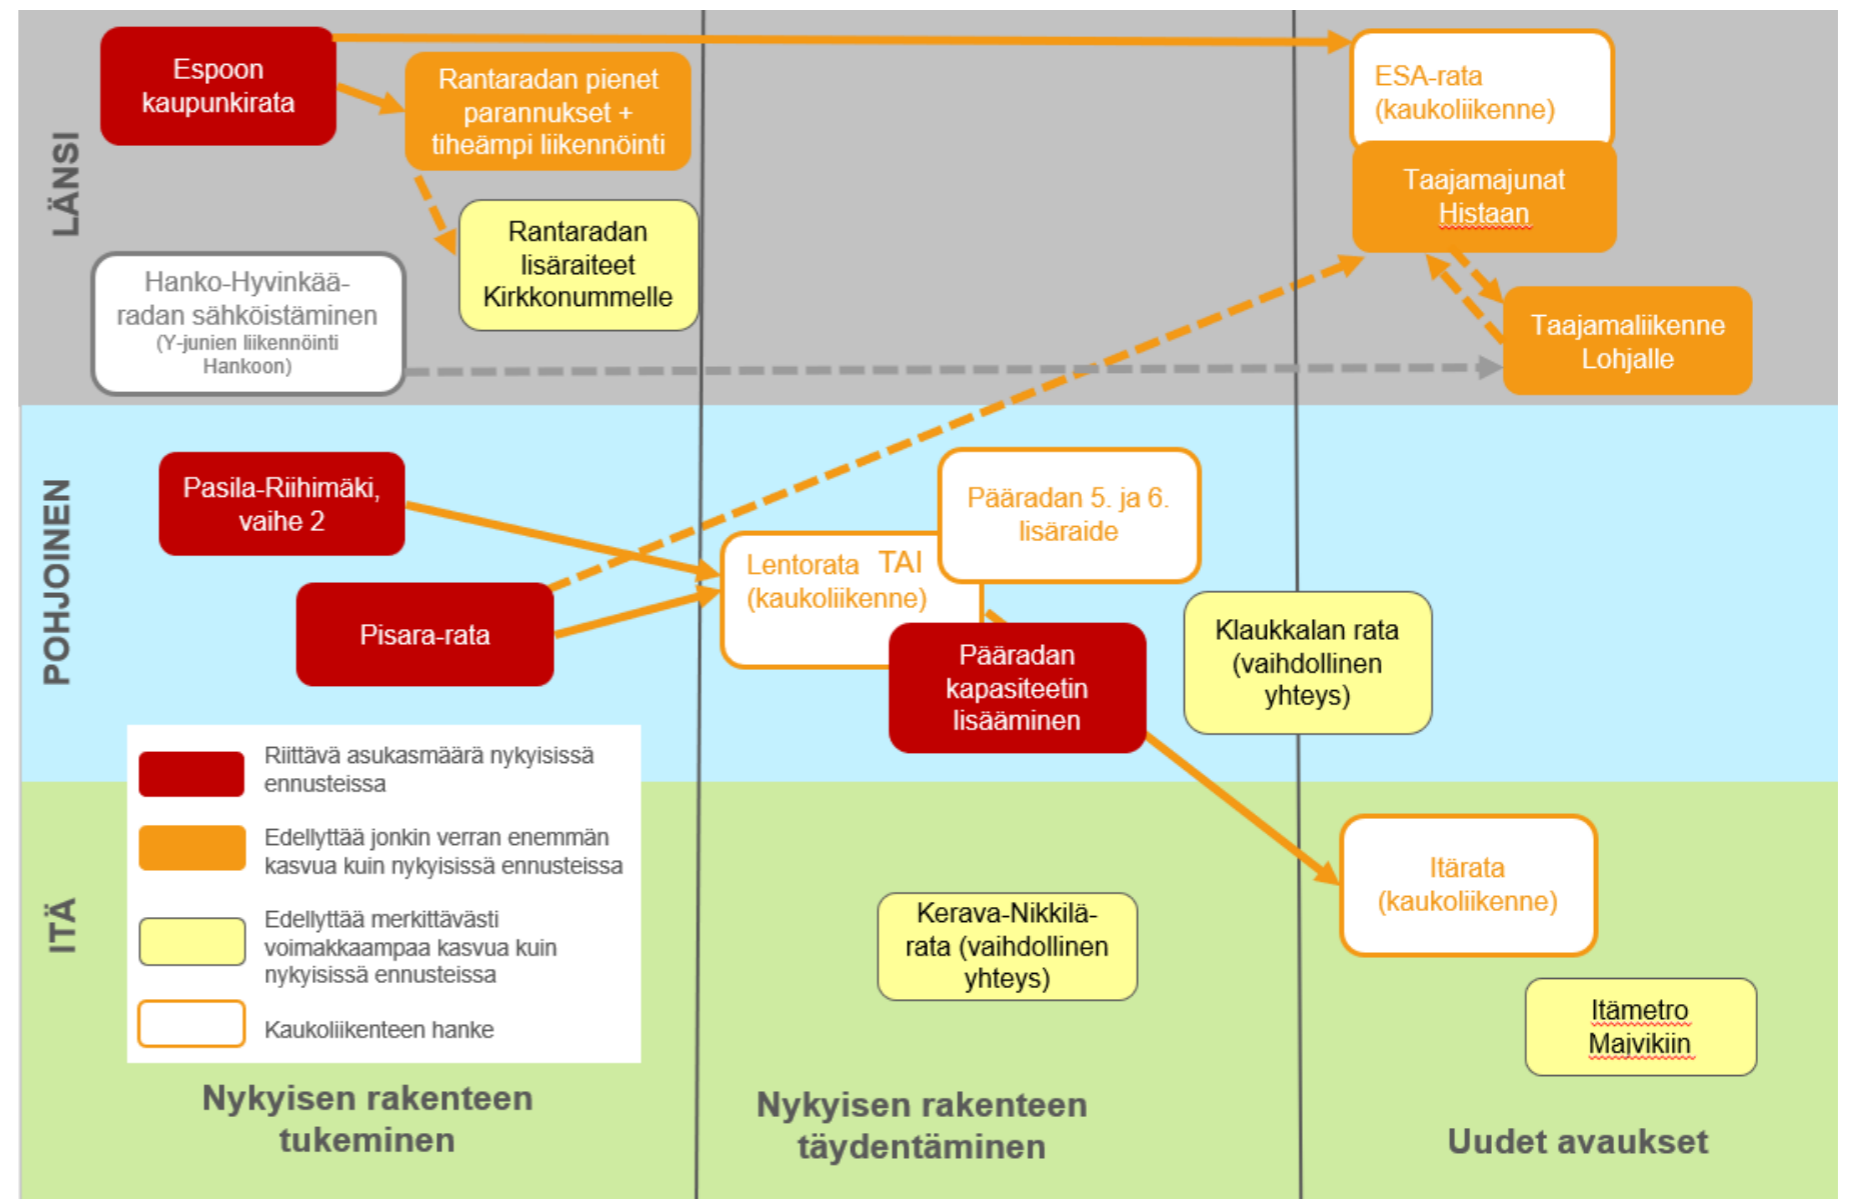 LÄNSI
Espoon
kaupunkirata
Rantaradan pienet
parannukset +
tiheämpi liikennöinti
ESA-rata
(kaukoliikenne)
Taajamajunat
Histaan
Rantaradan
lisäraiteet
Kirkkonummelle
Hanko-Hyvinkää-
radan sähköistäminen
(Y-junien liikennöinti
Hankoon)
Taajamaliikenne
Lohjalle
POHJOINEN
Pasila-Riihimäki,
vaihe 2
Pisara-rata
Lentorata TAI
(kaukoliikenne)
Pääradan 5. ja 6.
lisäraide
Pääradan
kapasiteetin
lisääminen
Klaukkalan rata
(vaihdollinen
yhteys)
Riittävä asukasmäärä nykyisissä
ennusteissa
Edellyttää jonkin verran enemmän
kasvua kuin nykyisissä ennusteissa
Edellyttää merkittävästi
voimakkaampaa kasvua kuin
nykyisissä ennusteissa
Kaukoliikenteen hanke
ITÄ
Kerava-Nikkilä-
rata (vaihdollinen
yhteys)
Itärata
(kaukoliikenne)
Itämetro
Majvikiin
Nykyisen rakenteen
tukeminen
Nykyisen rakenteen
täydentäminen
Uudet avaukset